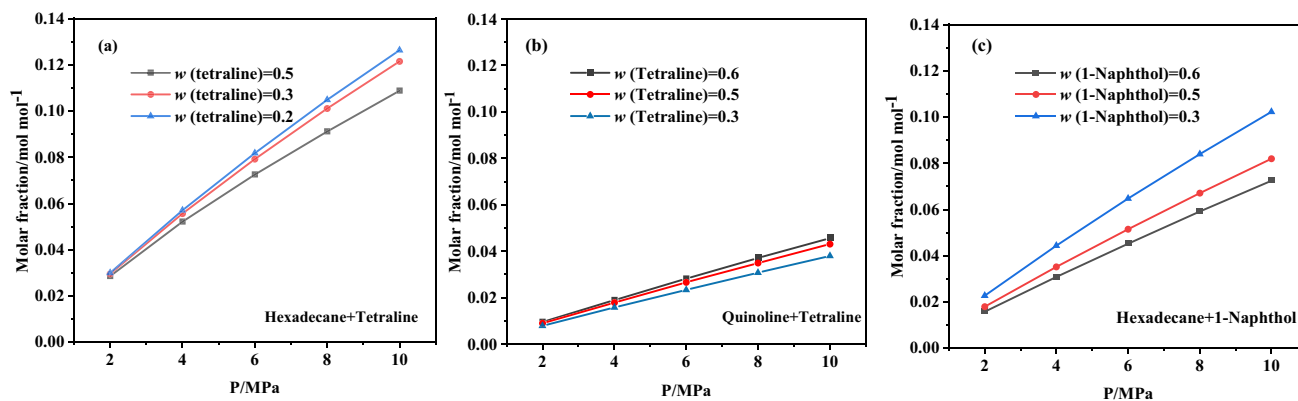 (a)
w (tetraline)=0.5
w (tetraline)=0.3
w (tetraline)=0.2
Hexadecane+Tetraline
Molar fraction/mol mol⁻¹
0.14
0.12
0.10
0.08
0.06
0.04
0.02
0.00
2 4 6 8 10
P/MPa
(b)
w (Tetraline)=0.6
w (Tetraline)=0.5
w (Tetraline)=0.3
Quinoline+Tetraline
Molar fraction/mol mol⁻¹
0.14
0.12
0.10
0.08
0.06
0.04
0.02
0.00
2 4 6 8 10
P/MPa
(c)
w (1-Naphthol)=0.6
w (1-Naphthol)=0.5
w (1-Naphthol)=0.3
Hexadecane+1-Naphthol
Molar fraction/mol mol⁻¹
0.14
0.12
0.10
0.08
0.06
0.04
0.02
0.00
2 4 6 8 10
P/MPa